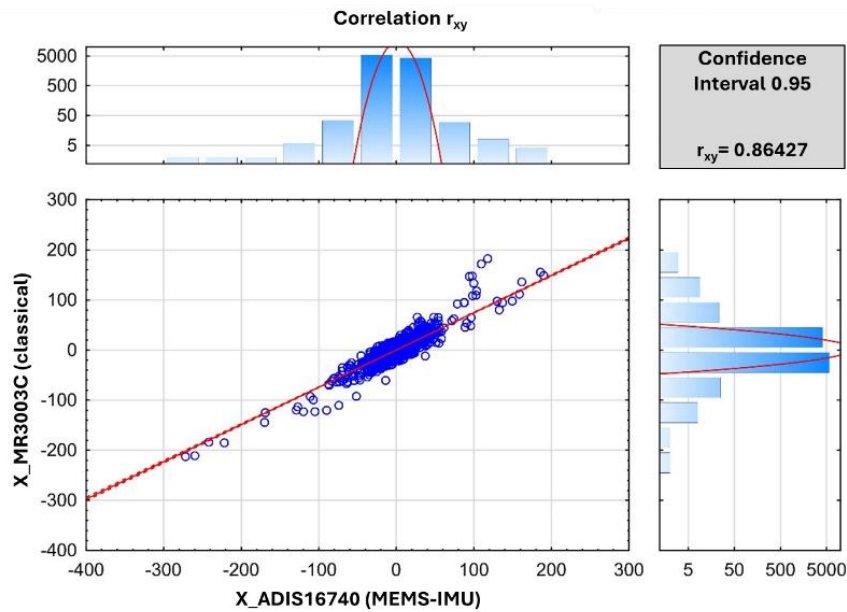 Correlation rxy
5000
500
50
5
Confidence
Interval 0.95
rxy= 0.86427
300
200
100
0
-100
-200
-300
-400
X_MR3003C (classical)
-400 -300 -200 -100 0 100 200 300
X_ADIS16740 (MEMS-IMU)
5 50 500 5000